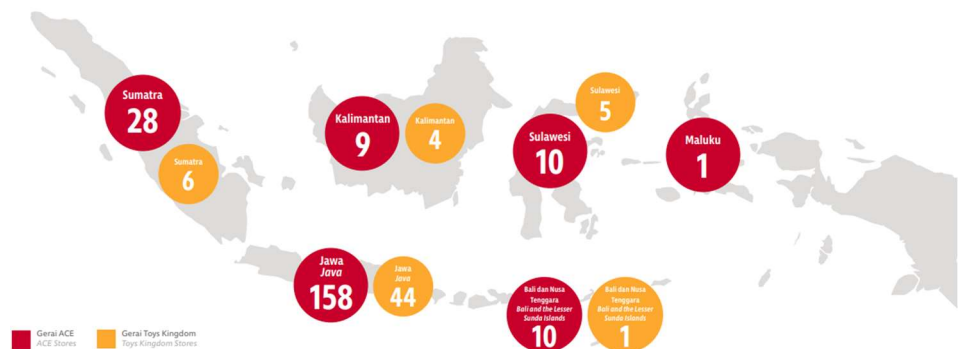 Sumatra
28
Sumatra
6
Kalimantan
9
Kalimantan
4
Sulawesi
10
Sulawesi
5
Maluku
1
Jawa
Java
158
Jawa
Java
44
Bali dan Nusa
Tenggara
Bali and the Lesser
Sunda Islands
10
Bali dan Nusa
Tenggara
Bali and the Lesser
Sunda Islands
1
Gerai ACE
ACE Stores
Gerai Toys Kingdom
Toys Kingdom Stores